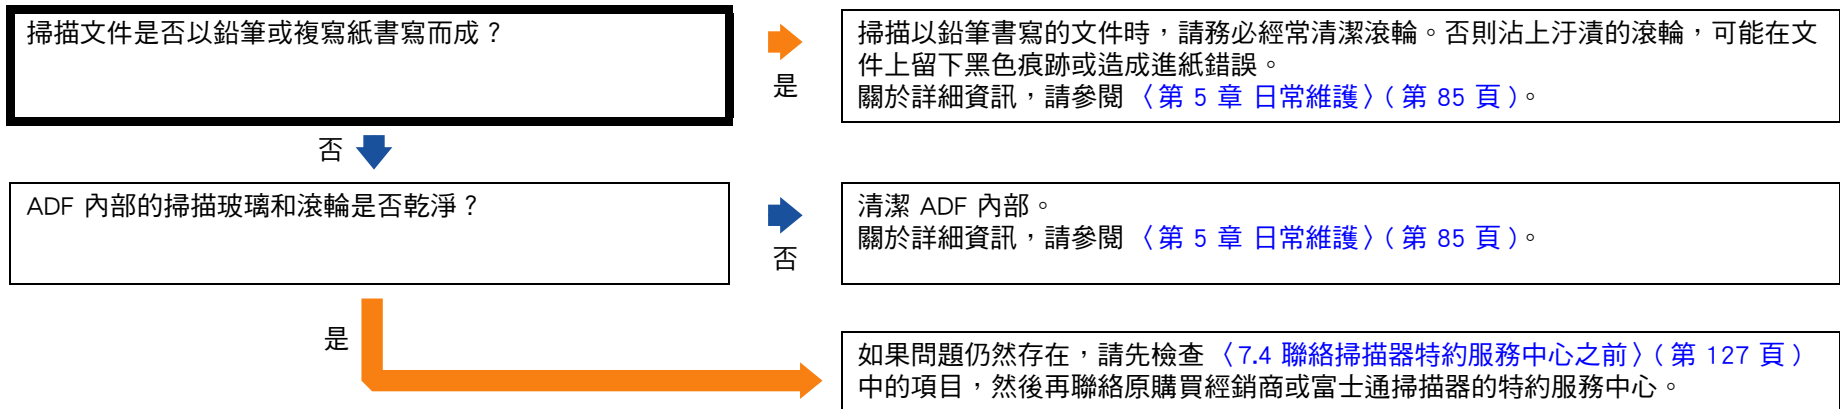 掃描文件是否以鉛筆或複寫紙書寫而成？
是
掃描以鉛筆書寫的文件時，請務必經常清潔滾輪。否則沾上汙漬的滾輪，可能在文
件上留下黑色痕跡或造成進紙錯誤。
關於詳細資訊，請參閱 〈第 5 章 日常維護〉( 第 85 頁 )。
否
ADF 內部的掃描玻璃和滾輪是否乾淨？
否
清潔 ADF 內部。
關於詳細資訊，請參閱 〈第 5 章 日常維護〉( 第 85 頁 )。
是
如果問題仍然存在，請先檢查 〈7.4 聯絡掃描器特約服務中心之前〉( 第 127 頁 )
中的項目，然後再聯絡原購買經銷商或富士通掃描器的特約服務中心。